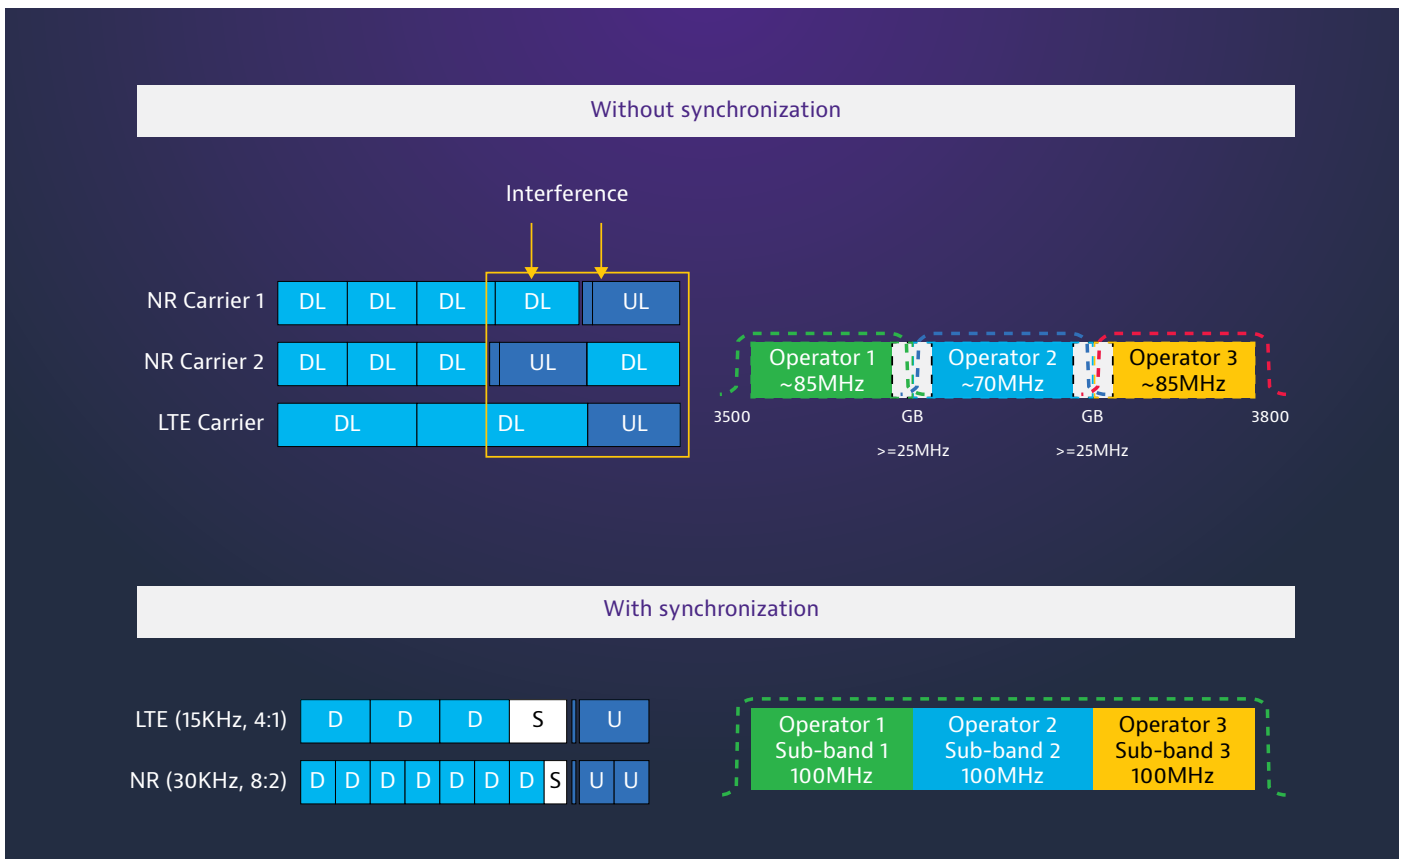 Without synchronization
Interference
NR Carrier 1 DL DL DL DL UL
NR Carrier 2 DL DL DL UL DL
LTE Carrier DL DL UL
Operator 1 Operator 2 Operator 3
~85MHz ~70MHz ~85MHz
3500 GB GB 3800
>=25MHz >=25MHz
With synchronization
LTE (15KHz, 4:1) D D D S U
NR (30KHz, 8:2) D D D D D D D S U U
Operator 1 Operator 2 Operator 3
Sub-band 1 Sub-band 2 Sub-band 3
100MHz 100MHz 100MHz